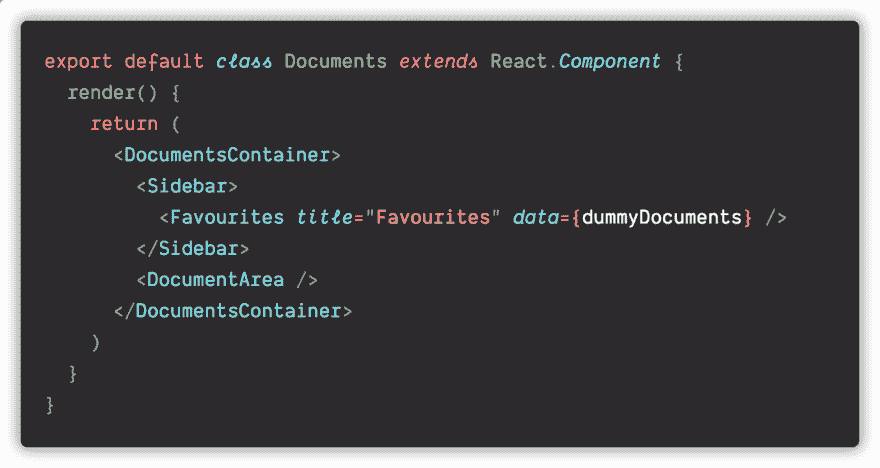 export default class Documents extends React.Component {
  render() {
    return (
      <DocumentsContainer>
        <Sidebar>
          <Favourites title="Favourites" data={dummyDocuments} />
        </Sidebar>
        <DocumentArea />
      </DocumentsContainer>
    )
  }
}